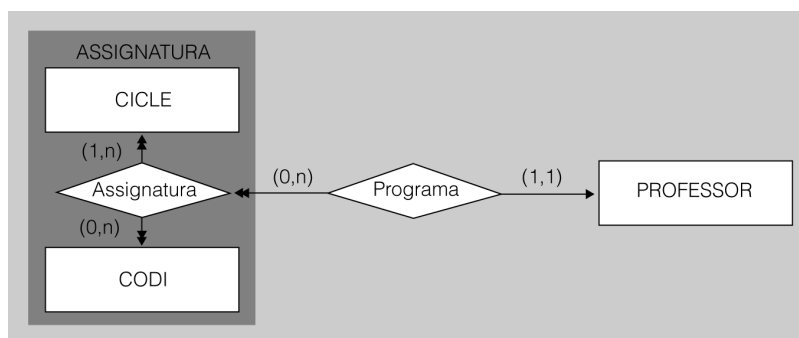 ASSIGNATURA
CICLE
(1,n)
Assignatura
(0,n)
Programa
(1,1)
PROFESSOR
(0,n)
CODI